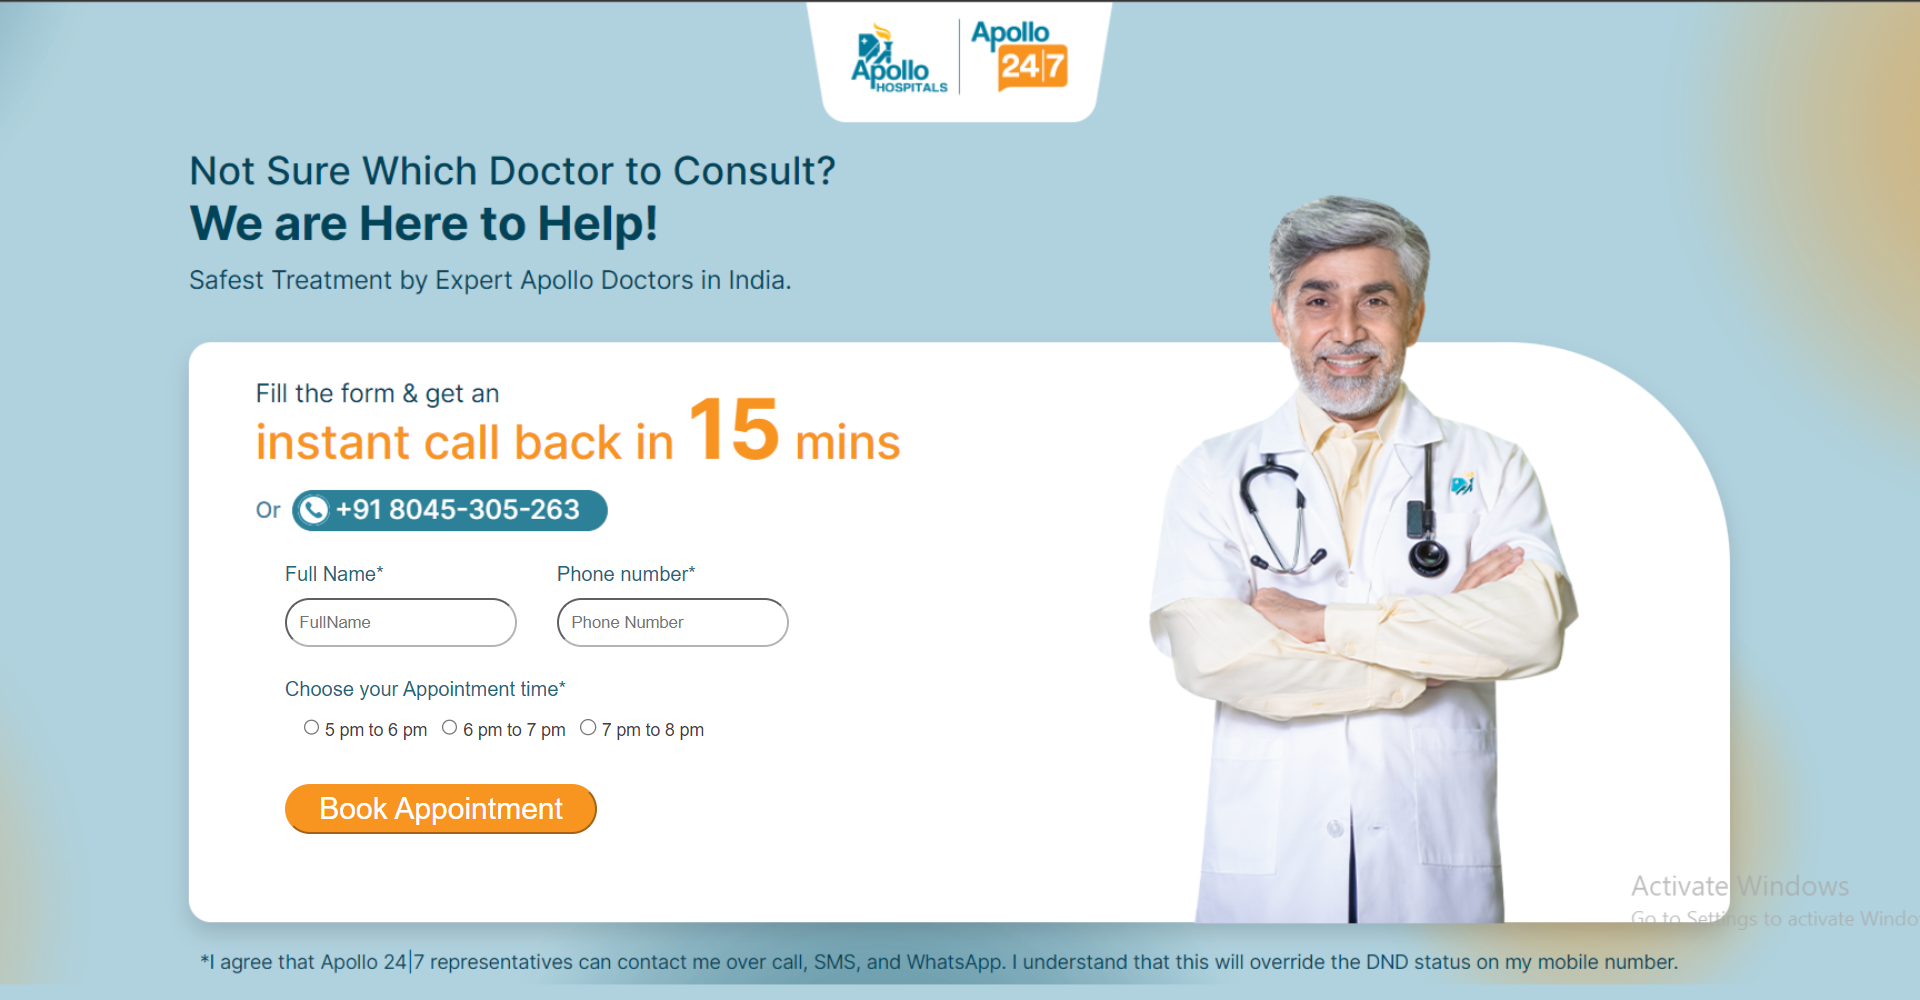 Apollo
HOSPITALS
Apollo
24|7
Not Sure Which Doctor to Consult?
We are Here to Help!
Safest Treatment by Expert Apollo Doctors in India.
Fill the form & get an
instant call back in 15 mins
Or +91 8045-305-263
Full Name* Phone number*
FullName Phone Number
Choose your Appointment time*
5 pm to 6 pm 6 pm to 7 pm 7 pm to 8 pm
Book Appointment
Activate Windows
Go to Settings to activate Windo
*I agree that Apollo 24|7 representatives can contact me over call, SMS, and WhatsApp. I understand that this will override the DND status on my mobile number.